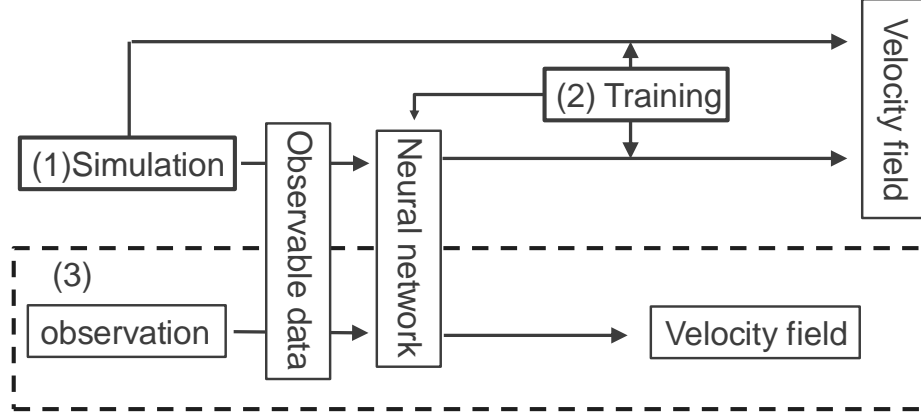 Velocity field
(2) Training
(1)Simulation
Observable data
Neural network
(3)
observation
Velocity field